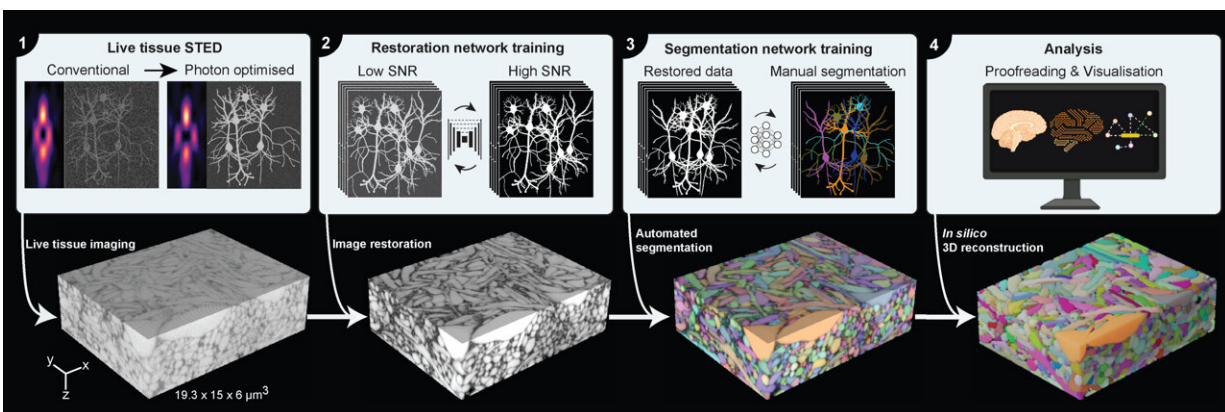 1
Live tissue STED
Conventional
Photon optimised
2
Restoration network training
Low SNR
High SNR
3
Segmentation network training
Restored data
Manual segmentation
4
Analysis
Proofreading & Visualisation
Live tissue imaging
Image restoration
Automated
segmentation
In silico
3D reconstruction
y
x
z
19.3 x 15 x 6 µm³